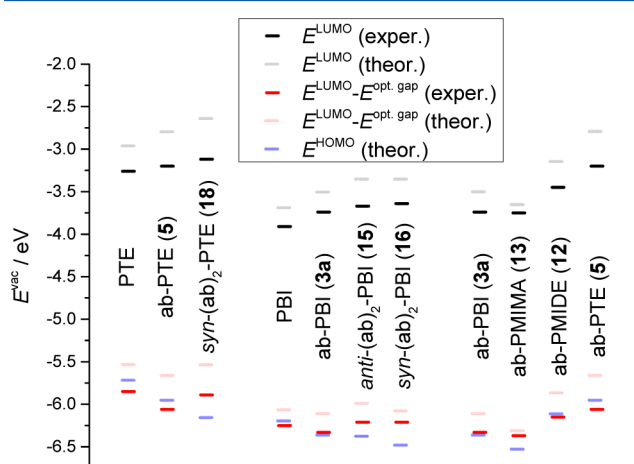 E^LUMO (exper.)
E^LUMO (theor.)
E^LUMO-E^opt. gap (exper.)
E^LUMO-E^opt. gap (theor.)
E^HOMO (theor.)
E^vac / eV
-2.0
-2.5
-3.0
-3.5
-4.0
-4.5
-5.0
-5.5
-6.0
-6.5
PTE
ab-PTE (5)
syn-(ab)2-PTE (18)
PBI
ab-PBI (3a)
anti-(ab)2-PBI (15)
syn-(ab)2-PBI (16)
ab-PBI (3a)
ab-PMIMA (13)
ab-PMIDE (12)
ab-PTE (5)